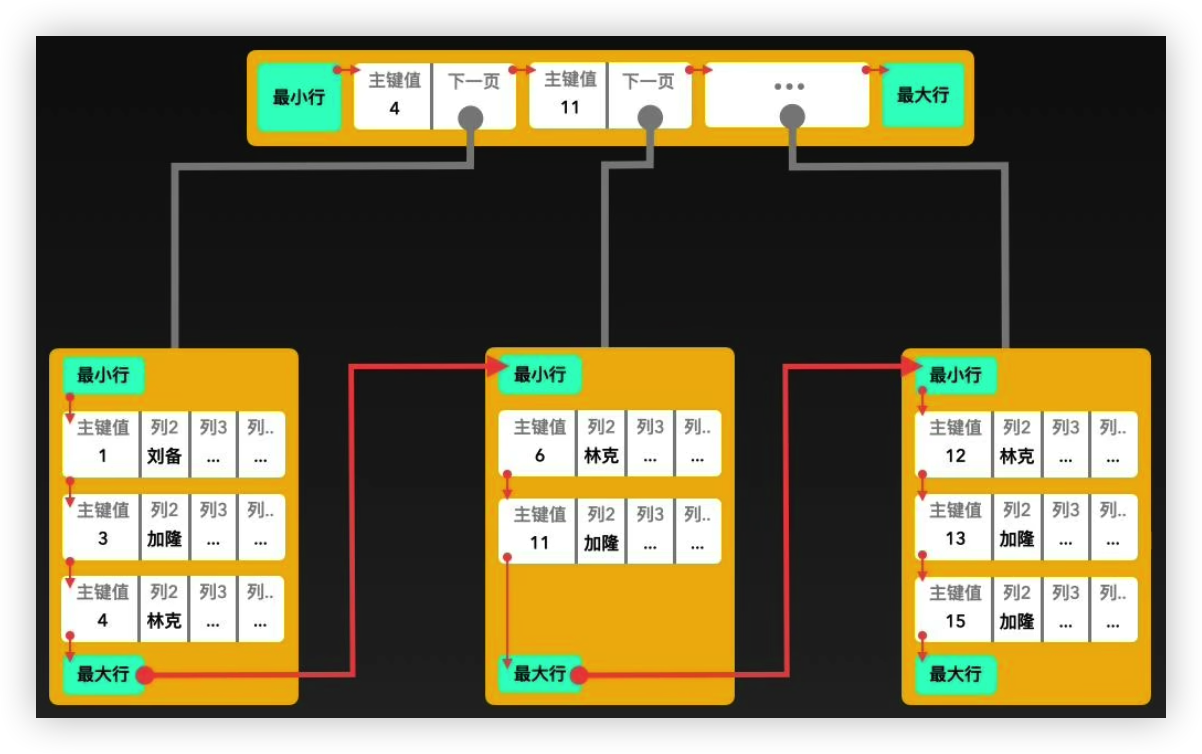 最小行
主键值 下一页 主键值 下一页 ••• 最大行
4 11
最小行
主键值 列2 列3 列..
1 刘备 ... ...
主键值 列2 列3 列..
3 加隆 ... ...
主键值 列2 列3 列..
4 林克 ... ...
最大行
最小行
主键值 列2 列3 列..
6 林克 ... ...
主键值 列2 列3 列..
11 加隆 ... ...
最大行
最小行
主键值 列2 列3 列..
12 林克 ... ...
主键值 列2 列3 列..
13 加隆 ... ...
主键值 列2 列3 列..
15 加隆 ... ...
最大行